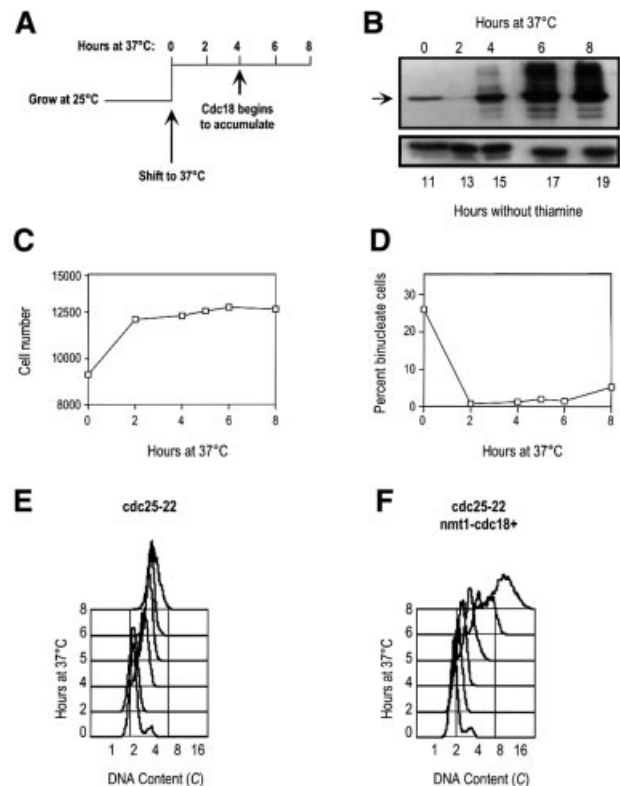 A
Hours at 37°C: 0 2 4 6 8
Grow at 25°C
Cdc18 begins
to accumulate
Shift to 37°C
B
Hours at 37°C
0 2 4 6 8
11 13 15 17 19
Hours without thiamine
C
15000
12500
10000
8000
Cell number
0 2 4 6 8
Hours at 37°C
D
30
20
10
0
Percent binucleate cells
0 2 4 6 8
Hours at 37°C
E
cdc25-22
8
6
5
4
2
0
Hours at 37°C
1 2 4 8 16
DNA Content (C)
F
cdc25-22
nmt1-cdc18+
8
6
5
4
2
0
Hours at 37°C
1 2 4 8 16
DNA Content (C)